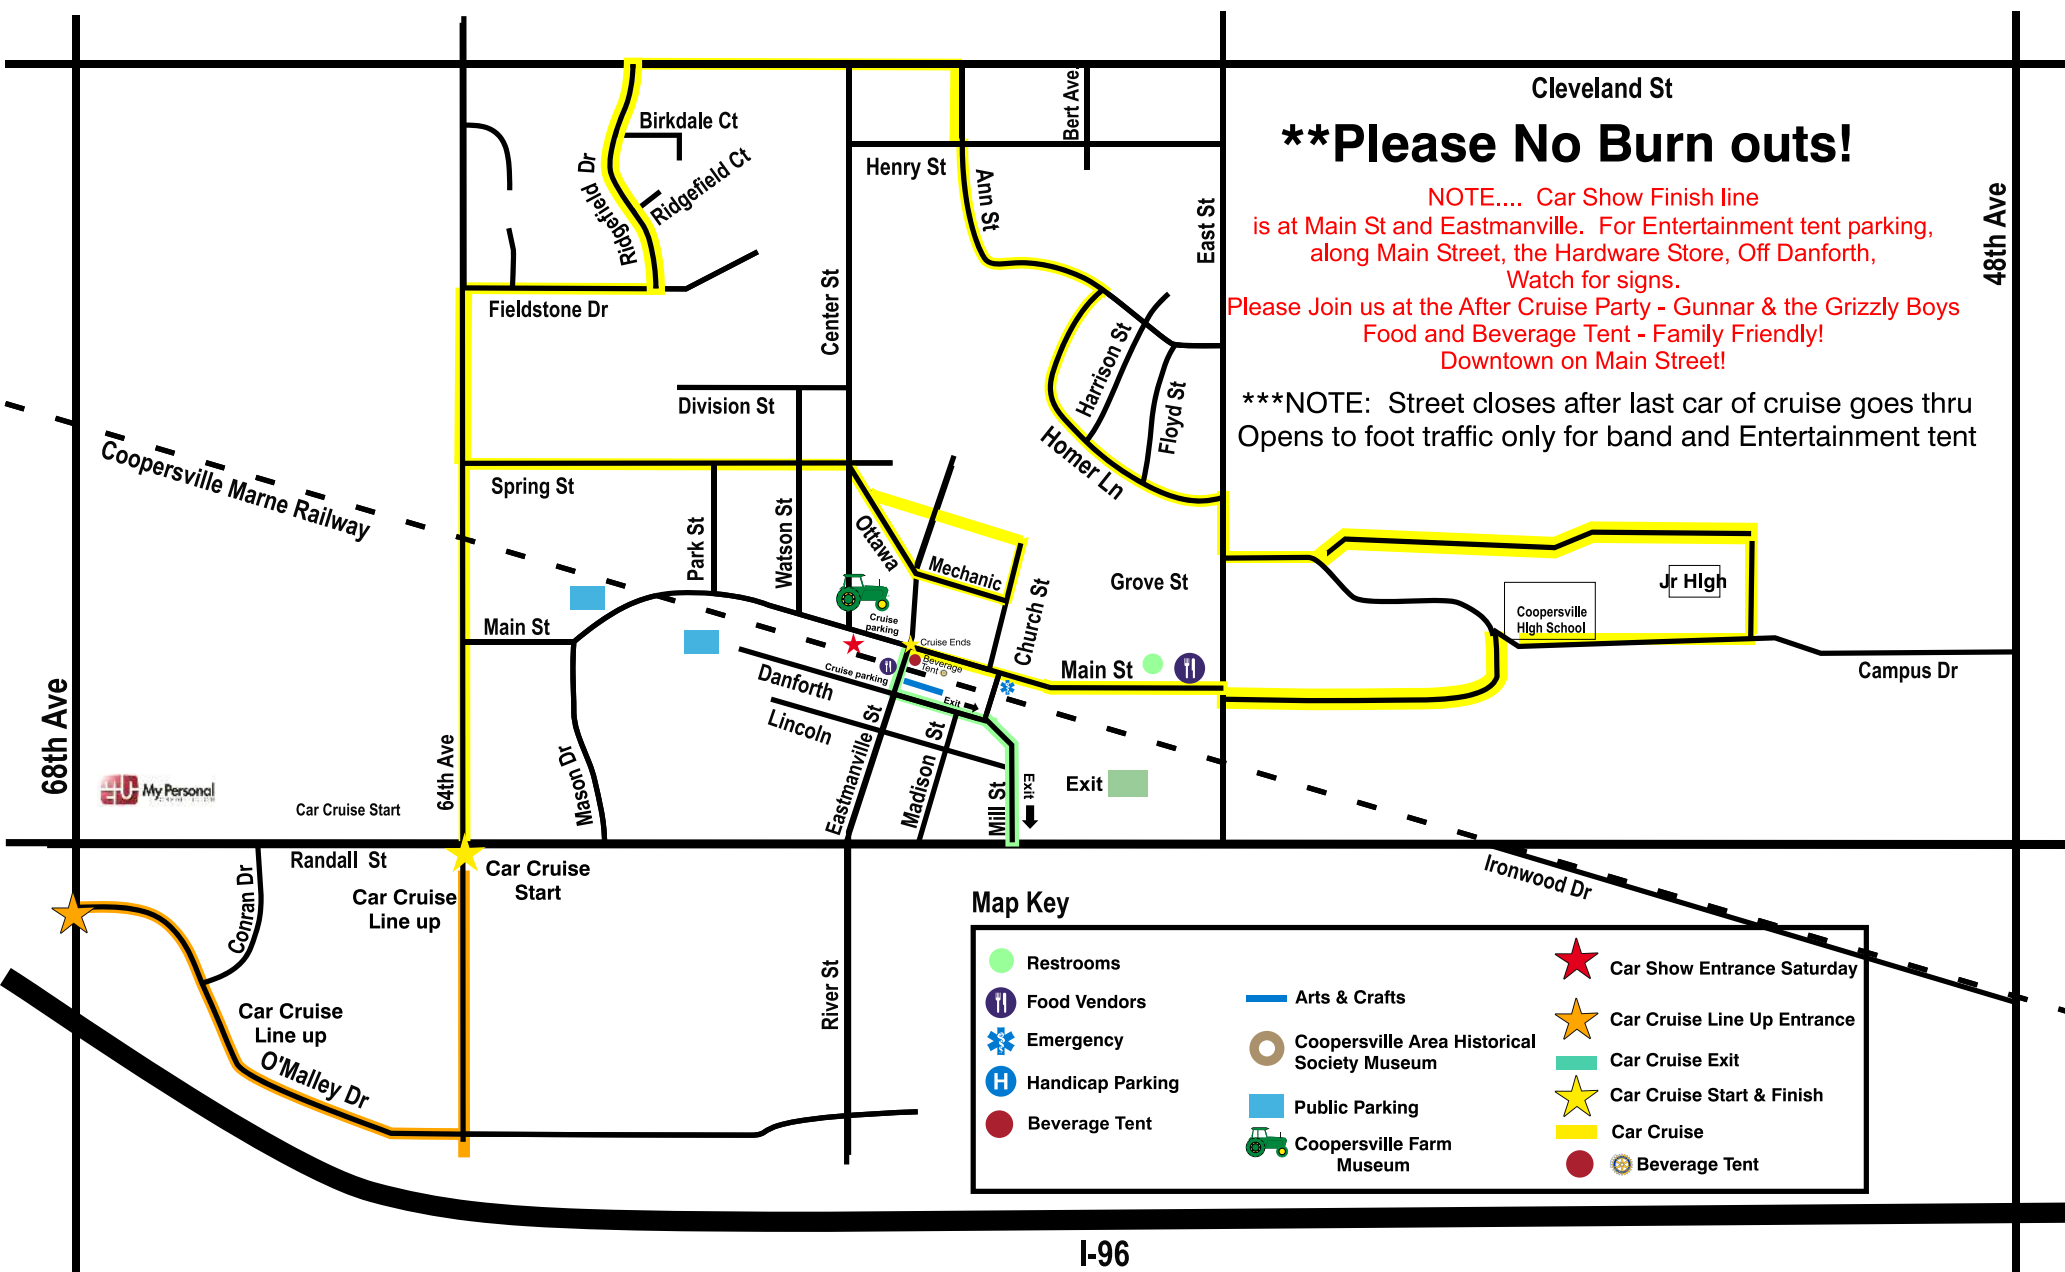 Cleveland St
**Please No Burn outs!
NOTE.... Car Show Finish line
is at Main St and Eastmanville. For Entertainment tent parking,
along Main Street, the Hardware Store, Off Danforth,
Watch for signs.
Please Join us at the After Cruise Party - Gunnar & the Grizzly Boys
Food and Beverage Tent - Family Friendly!
Downtown on Main Street!
***NOTE: Street closes after last car of cruise goes thru
Opens to foot traffic only for band and Entertainment tent
Birkdale Ct
Ridgefield Ct
Ridgefield Dr
Fieldstone Dr
Bert Ave
Henry St
Ann St
East St
48th Ave
Center St
Division St
Harrison St
Floyd St
Homer Ln
Coopersville Marne Railway
Spring St
Park St
Watson St
Ottawa
Mechanic
Church St
Grove St
Jr HIgh
Coopersville
HIgh School
Campus Dr
Main St
Cruise
parking
Cruise Ends
Beverage
Tent
Cruise parking
Main St
Danforth
Exit
Lincoln
Eastmanville St
Madison St
Mill St
Exit
Exit
68th Ave
64th Ave
Mason Dr
My Personal
Car Cruise Start
Randall St
Car Cruise
Start
Car Cruise
Line up
Conran Dr
Car Cruise
Line up
O'Malley Dr
River St
Ironwood Dr
Map Key
Restrooms
Food Vendors
Emergency
H Handicap Parking
Beverage Tent
Arts & Crafts
Coopersville Area Historical
Society Museum
Public Parking
Coopersville Farm
Museum
Car Show Entrance Saturday
Car Cruise Line Up Entrance
Car Cruise Exit
Car Cruise Start & Finish
Car Cruise
Beverage Tent
I-96